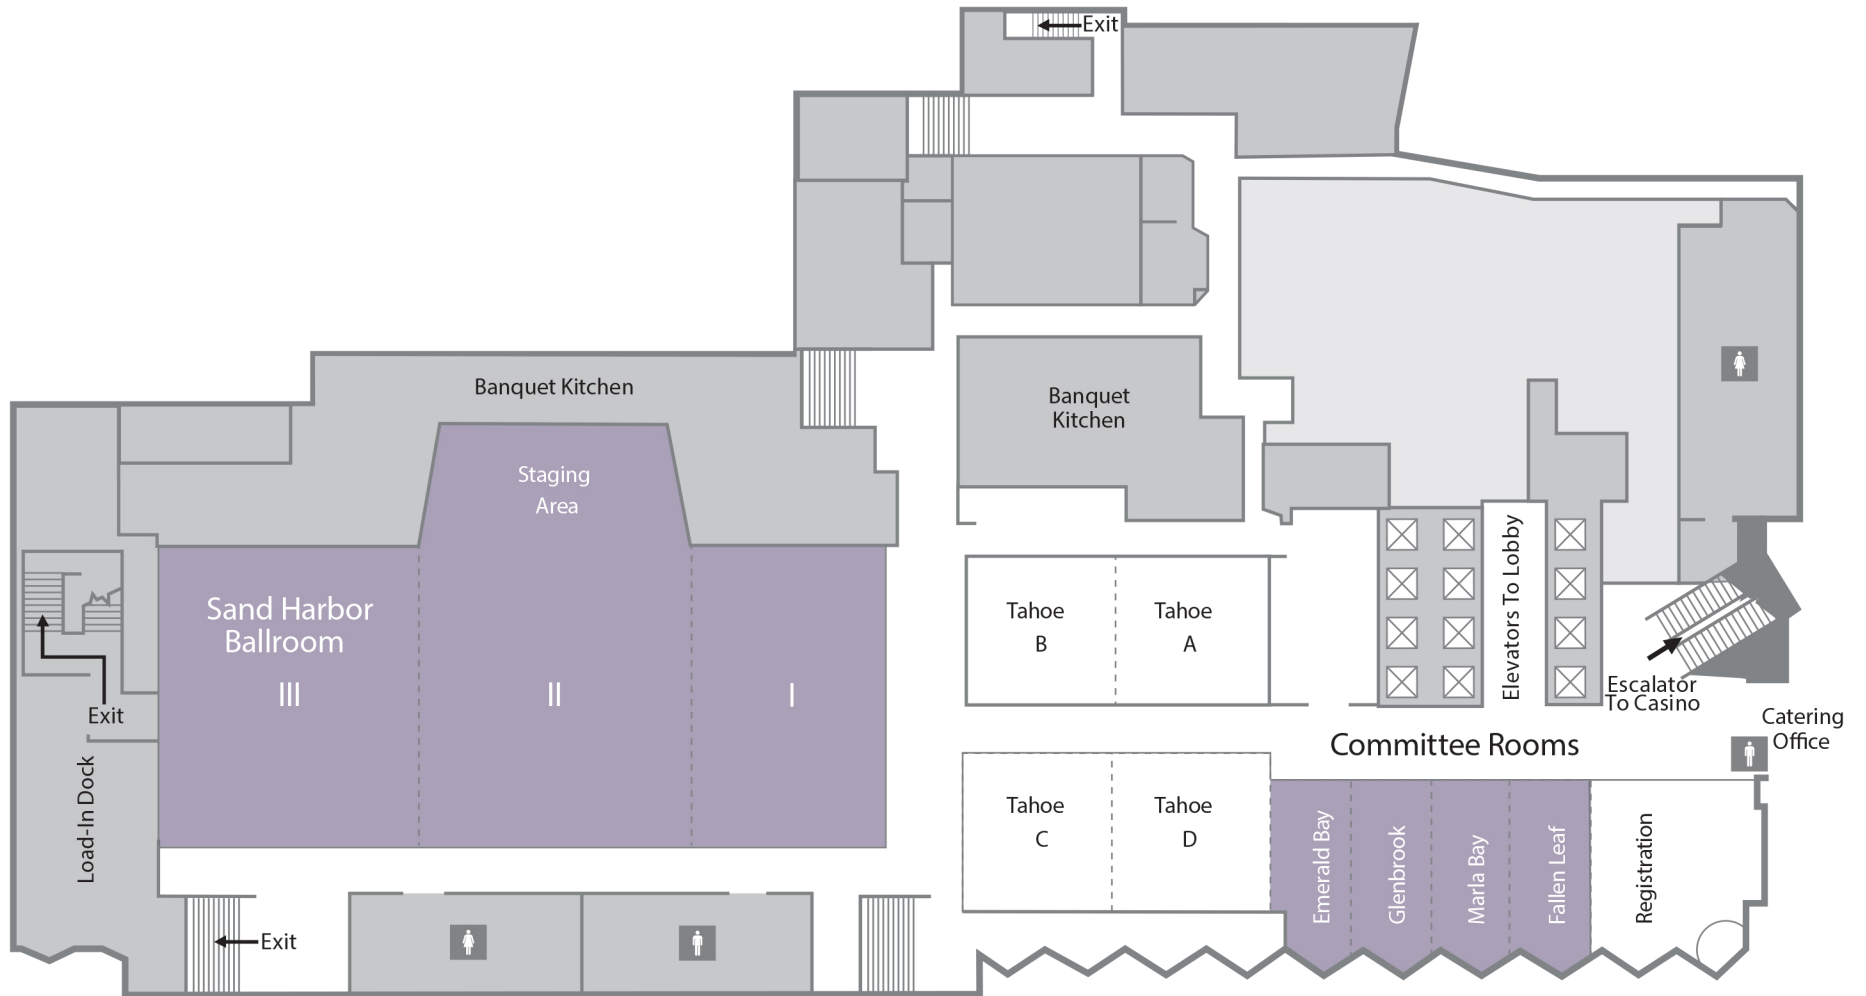 Exit
Banquet Kitchen
Banquet
Kitchen
Staging
Area
Sand Harbor
Ballroom
III
II
I
Tahoe
B
Tahoe
A
Elevators To Lobby
Escalator
To Casino
Exit
Catering
Office
Committee Rooms
Load-In Dock
Tahoe
C
Tahoe
D
Emerald Bay
Glenbrook
Marla Bay
Fallen Leaf
Registration
Exit